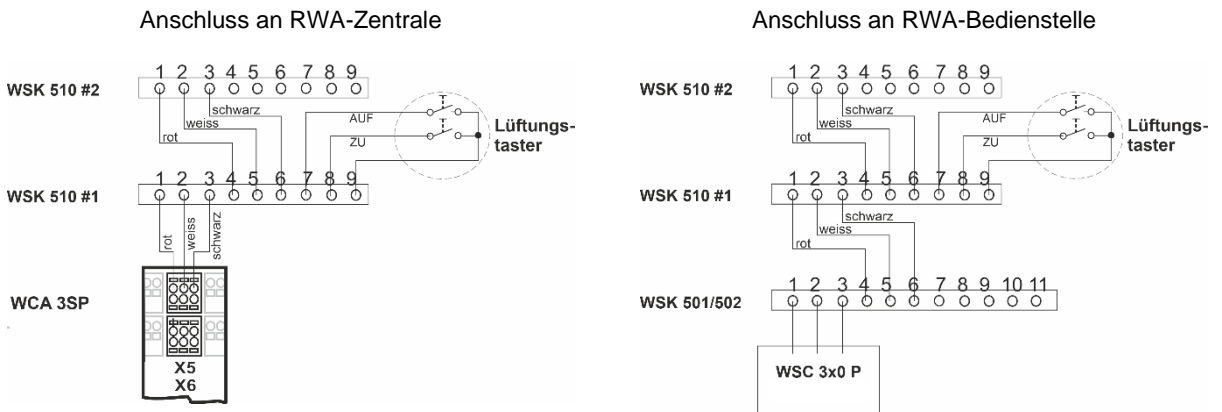 Anschluss an RWA-Zentrale
1 2 3 4 5 6 7 8 9
WSK 510 #2
schwarz
weiss
rot
AUF
ZU
Lüftungs-
taster
1 2 3 4 5 6 7 8 9
WSK 510 #1
rot
weiss
schwarz
WCA 3SP
X5
X6
Anschluss an RWA-Bedienstelle
1 2 3 4 5 6 7 8 9
WSK 510 #2
schwarz
weiss
rot
AUF
ZU
Lüftungs-
taster
1 2 3 4 5 6 7 8 9
WSK 510 #1
schwarz
weiss
rot
1 2 3 4 5 6 7 8 9 10 11
WSK 501/502
WSC 3x0 P